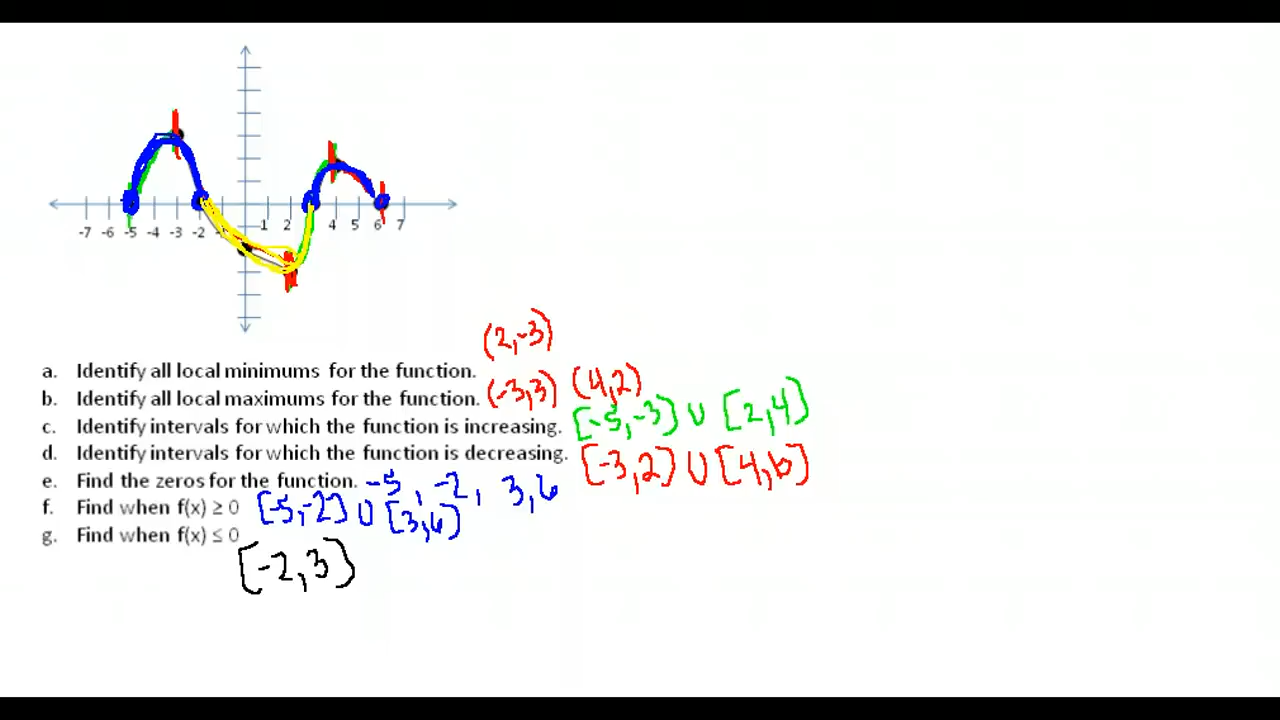 -7 -6 -5 -4 -3 -2 1 2 4 5 6 7
(2,-3)
a. Identify all local minimums for the function.
b. Identify all local maximums for the function. (-3,3) (4,2)
c. Identify intervals for which the function is increasing. [-5,-3] ∪ [2,4]
d. Identify intervals for which the function is decreasing. [-3,2] ∪ [4,6]
e. Find the zeros for the function. -5, -2, 3,6
f. Find when f(x) ≥ 0 [-5,-2] ∪ [3,6]
g. Find when f(x) ≤ 0
[-2,3]